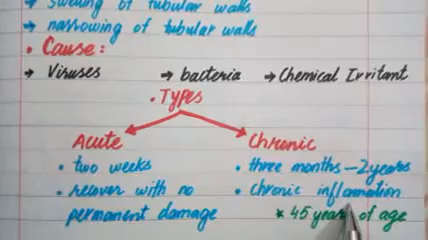 → swelling of tubular walls
→ narrowing of tubular walls
• Cause:
→ Viruses → bacteria → Chemical Irritant
• Types
Acute Chronic
• two weeks • three months – 2 years
• recover with no • chronic inflammation
permanent damage * 45 years of age